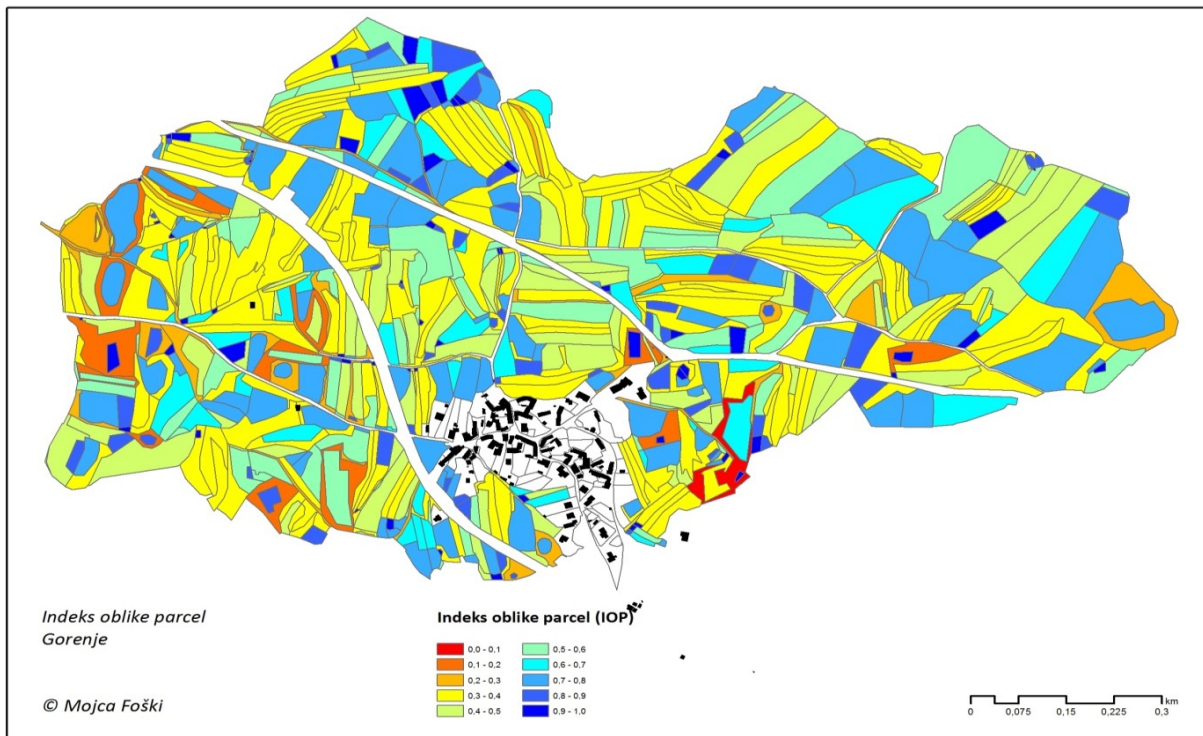 Indeks oblike parcel
Gorenje
© Mojca Foški
Indeks oblike parcel (IOP)
0.0 - 0.1
0.1 - 0.2
0.2 - 0.3
0.3 - 0.4
0.4 - 0.5
0.5 - 0.6
0.6 - 0.7
0.7 - 0.8
0.8 - 0.9
0.9 - 1.0
km
0 0,075 0,15 0,225 0,3